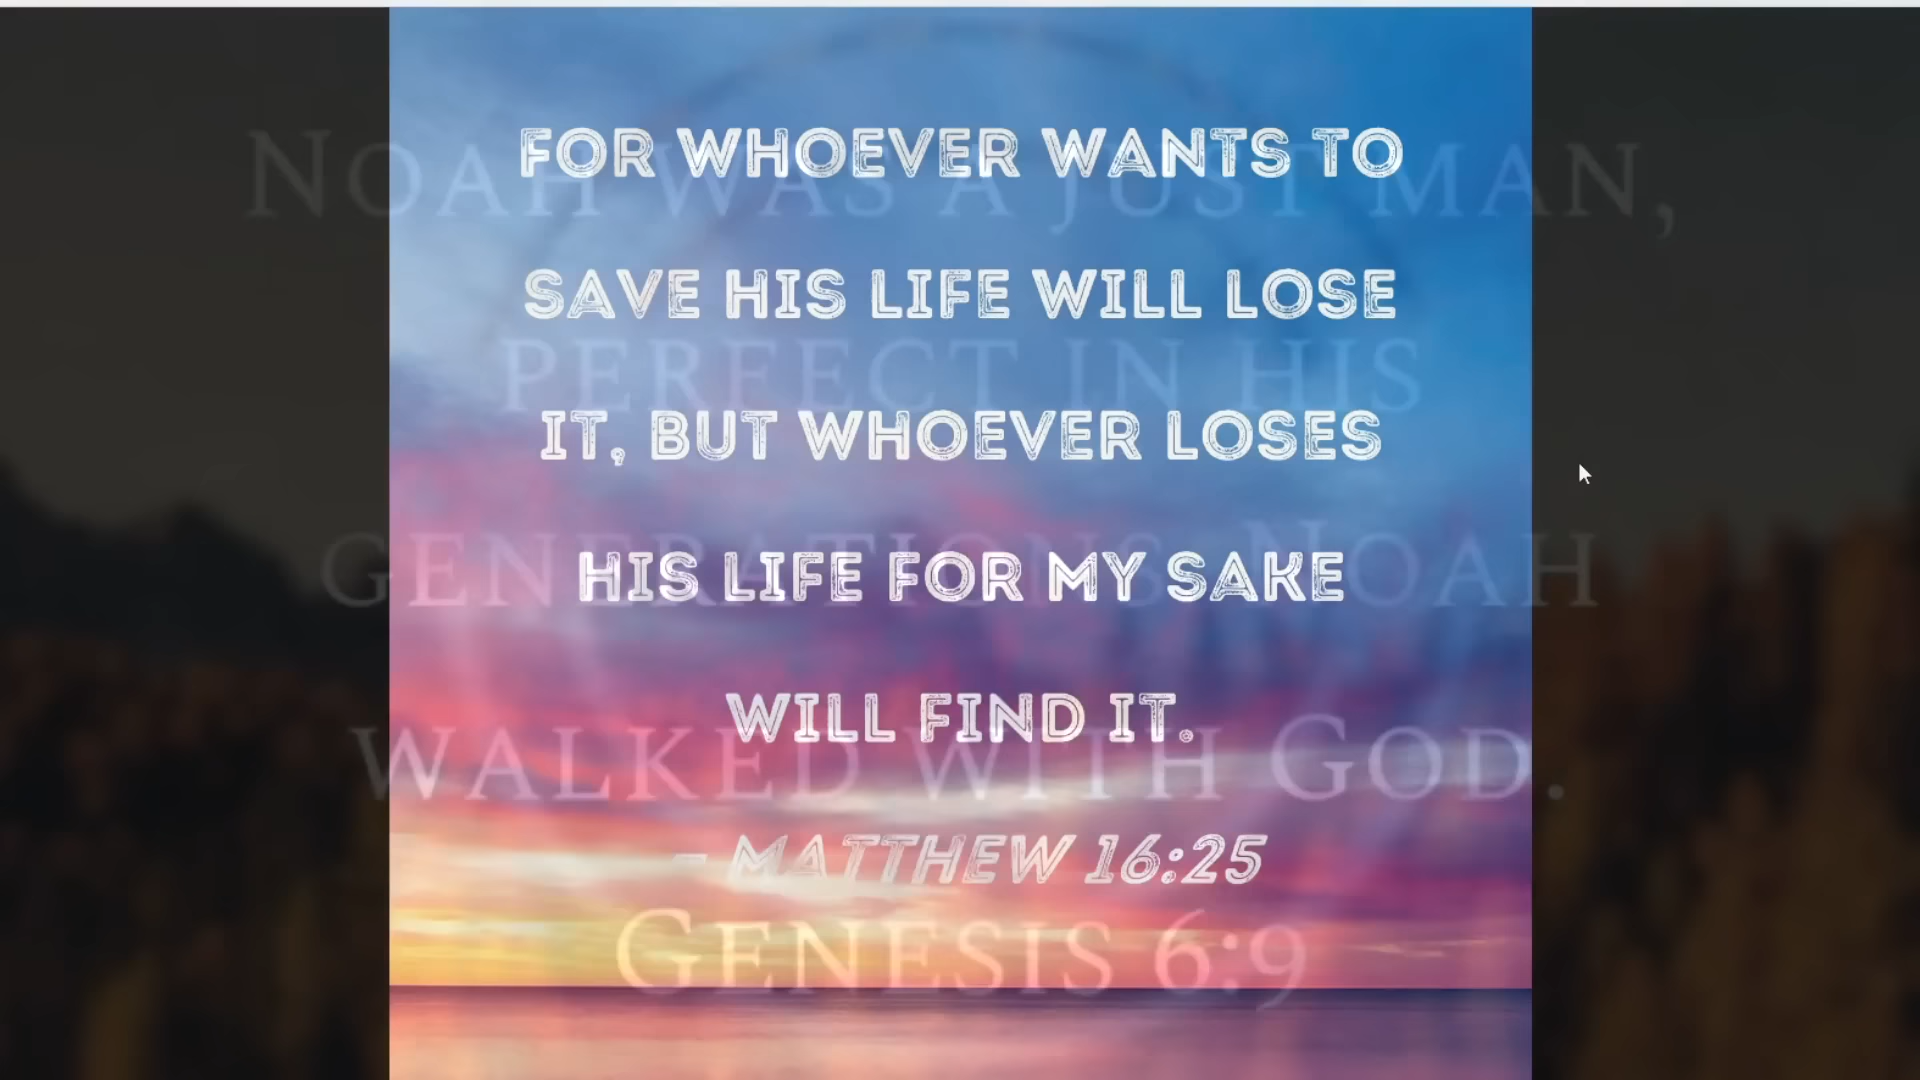 FOR WHOEVER WANTS TO
SAVE HIS LIFE WILL LOSE
IT, BUT WHOEVER LOSES
HIS LIFE FOR MY SAKE
WILL FIND IT.
- MATTHEW 16:25
NOAH WAS A JUST MAN,
PERFECT IN HIS
GENERATIONS. NOAH
WALKED WITH GOD.
GENESIS 6:9